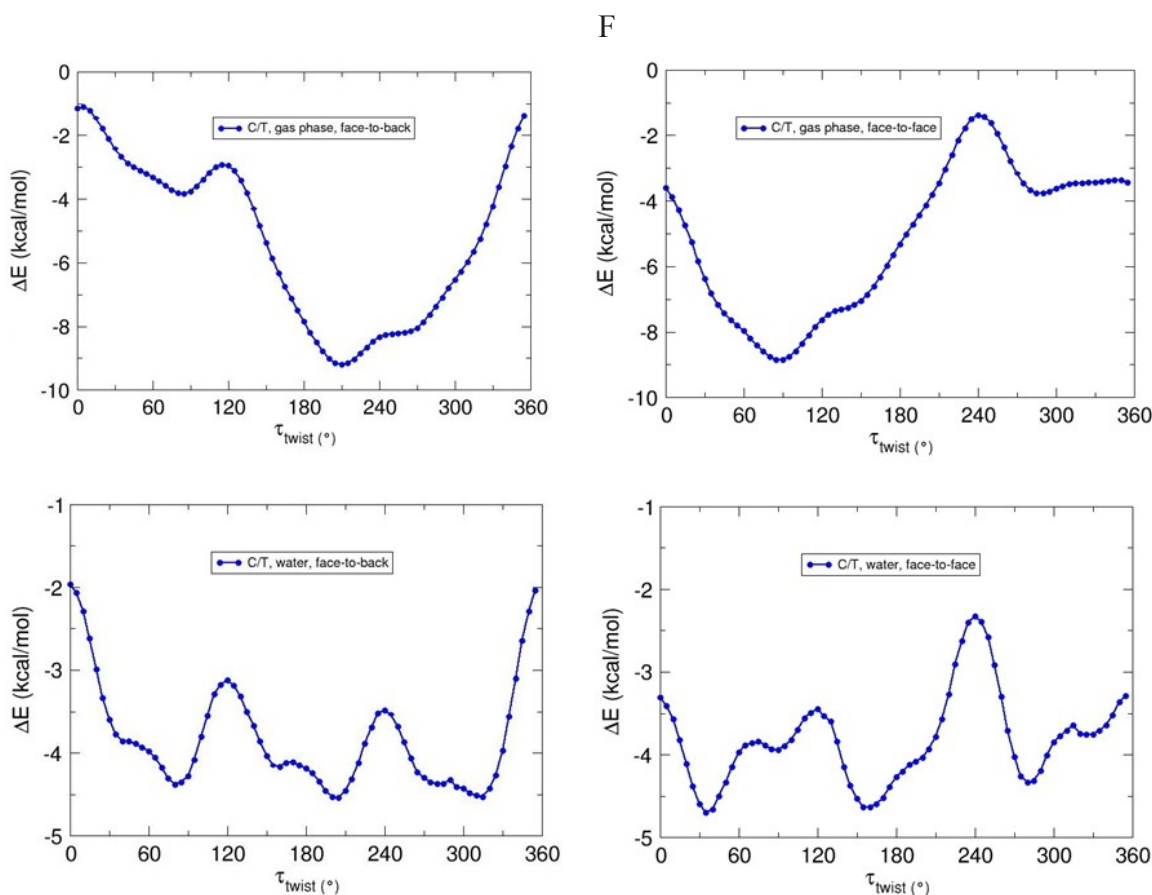 F
0
-2
-4
-6
-8
-10
ΔE (kcal/mol)
C/T, gas phase, face-to-back
0 60 120 180 240 300 360
τtwist (°)
0
-2
-4
-6
-8
-10
ΔE (kcal/mol)
C/T, gas phase, face-to-face
0 60 120 180 240 300 360
τtwist (°)
-1
-2
-3
-4
-5
ΔE (kcal/mol)
C/T, water, face-to-back
0 60 120 180 240 300 360
τtwist (°)
-1
-2
-3
-4
-5
ΔE (kcal/mol)
C/T, water, face-to-face
0 60 120 180 240 300 360
τtwist (°)